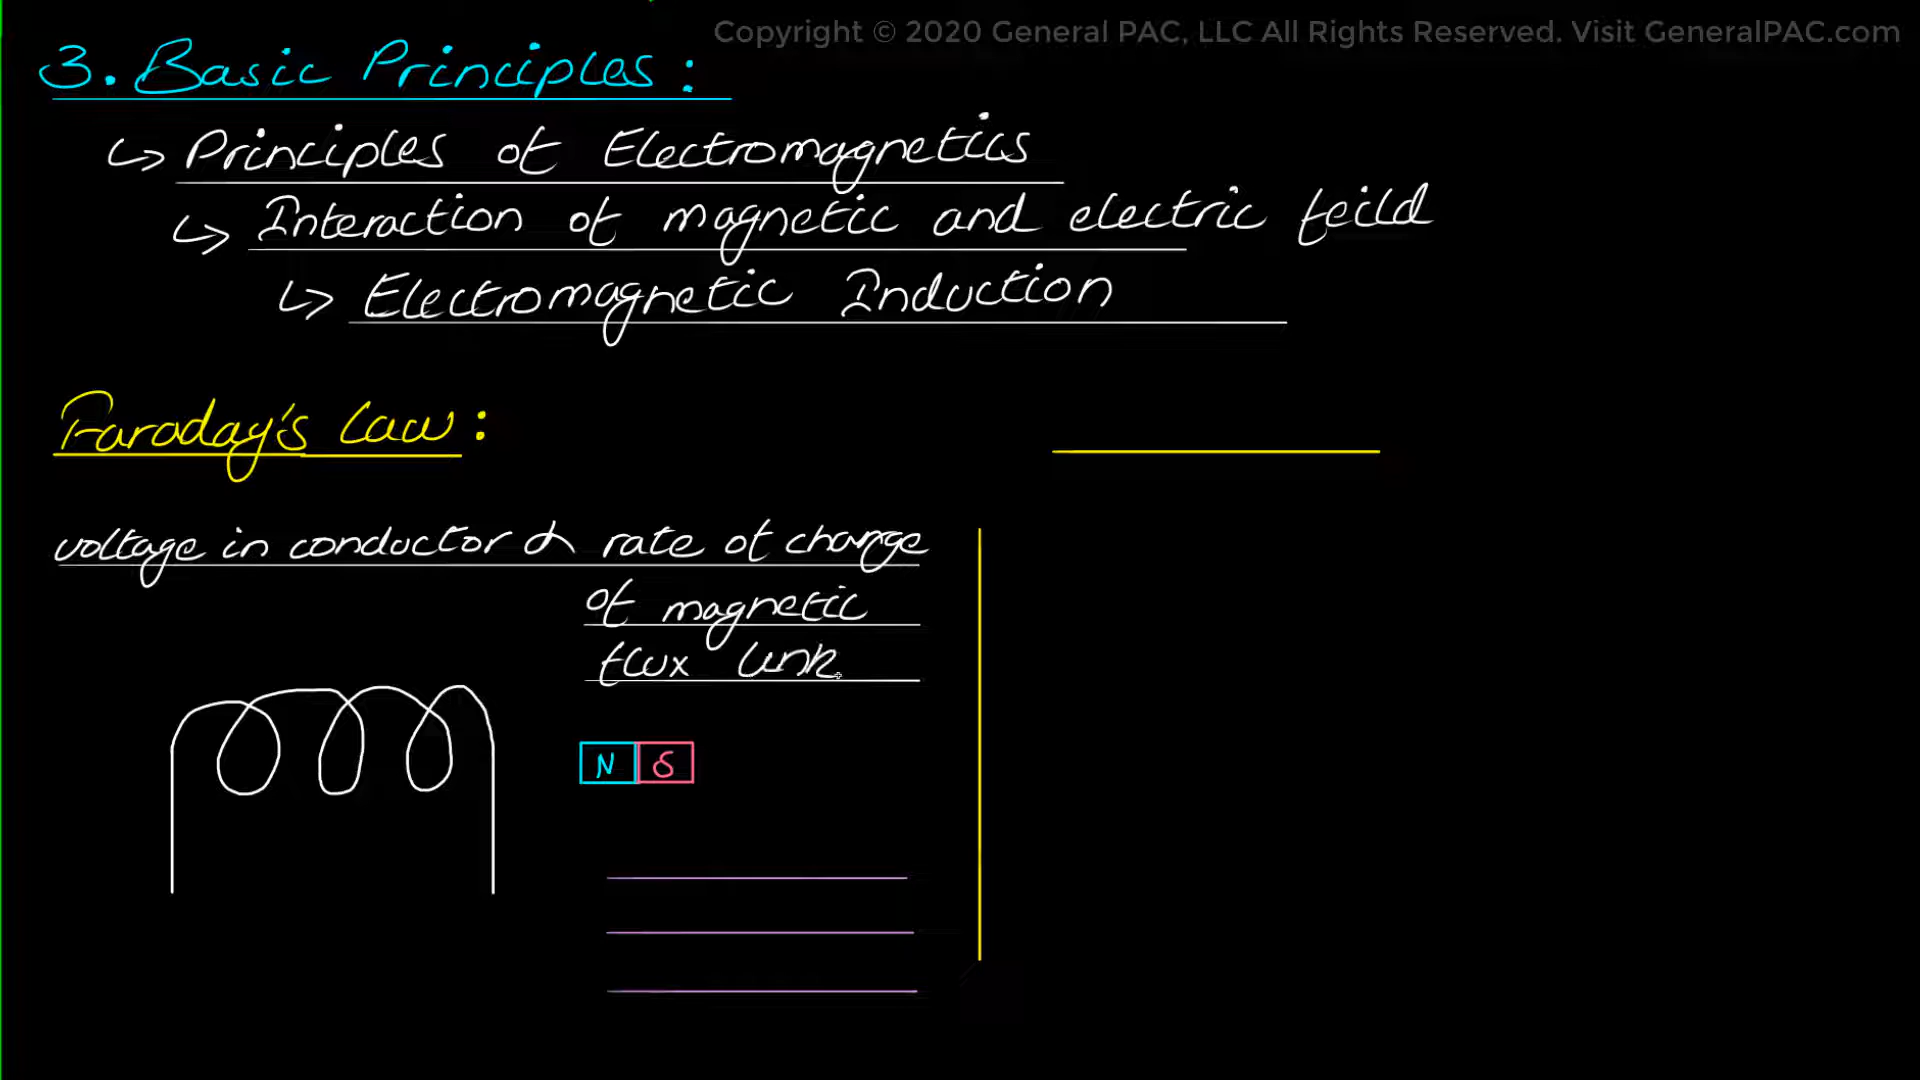 Copyright © 2020 General PAC, LLC All Rights Reserved. Visit GeneralPAC.com
3. Basic Principles:
↳ Principles of Electromagnetics
↳ Interaction of magnetic and electric feild
↳ Electromagnetic Induction
Faraday's Law:
voltage in conductor α rate of change
of magnetic
flux link
N S